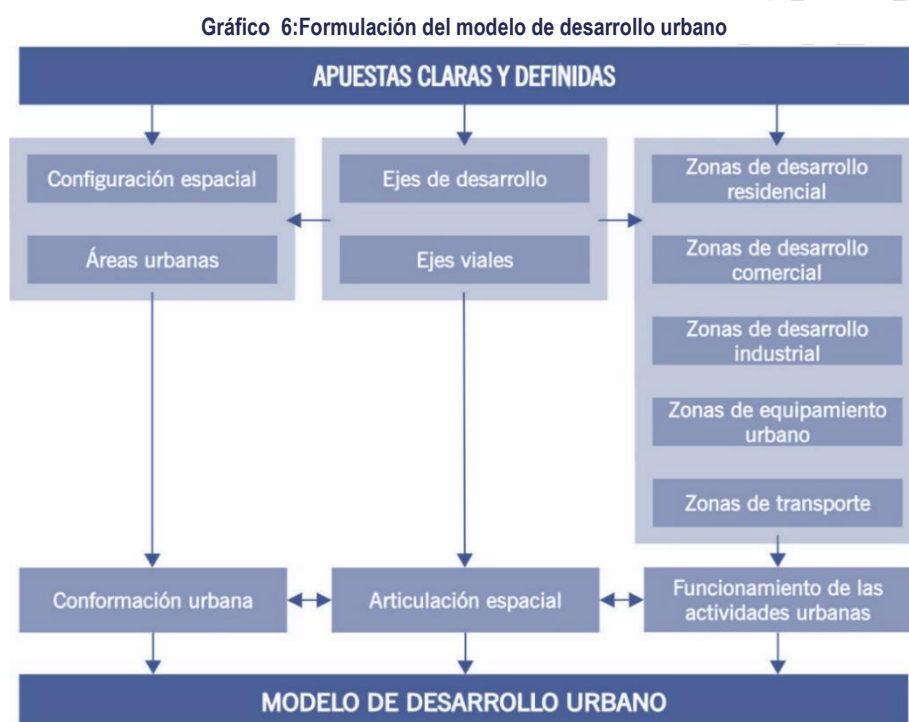 Gráfico 6:Formulación del modelo de desarrollo urbano
APUESTAS CLARAS Y DEFINIDAS
Configuración espacial
Áreas urbanas
Ejes de desarrollo
Ejes viales
Zonas de desarrollo
residencial
Zonas de desarrollo
comercial
Zonas de desarrollo
industrial
Zonas de equipamiento
urbano
Zonas de transporte
Conformación urbana
Articulación espacial
Funcionamiento de las
actividades urbanas
MODELO DE DESARROLLO URBANO